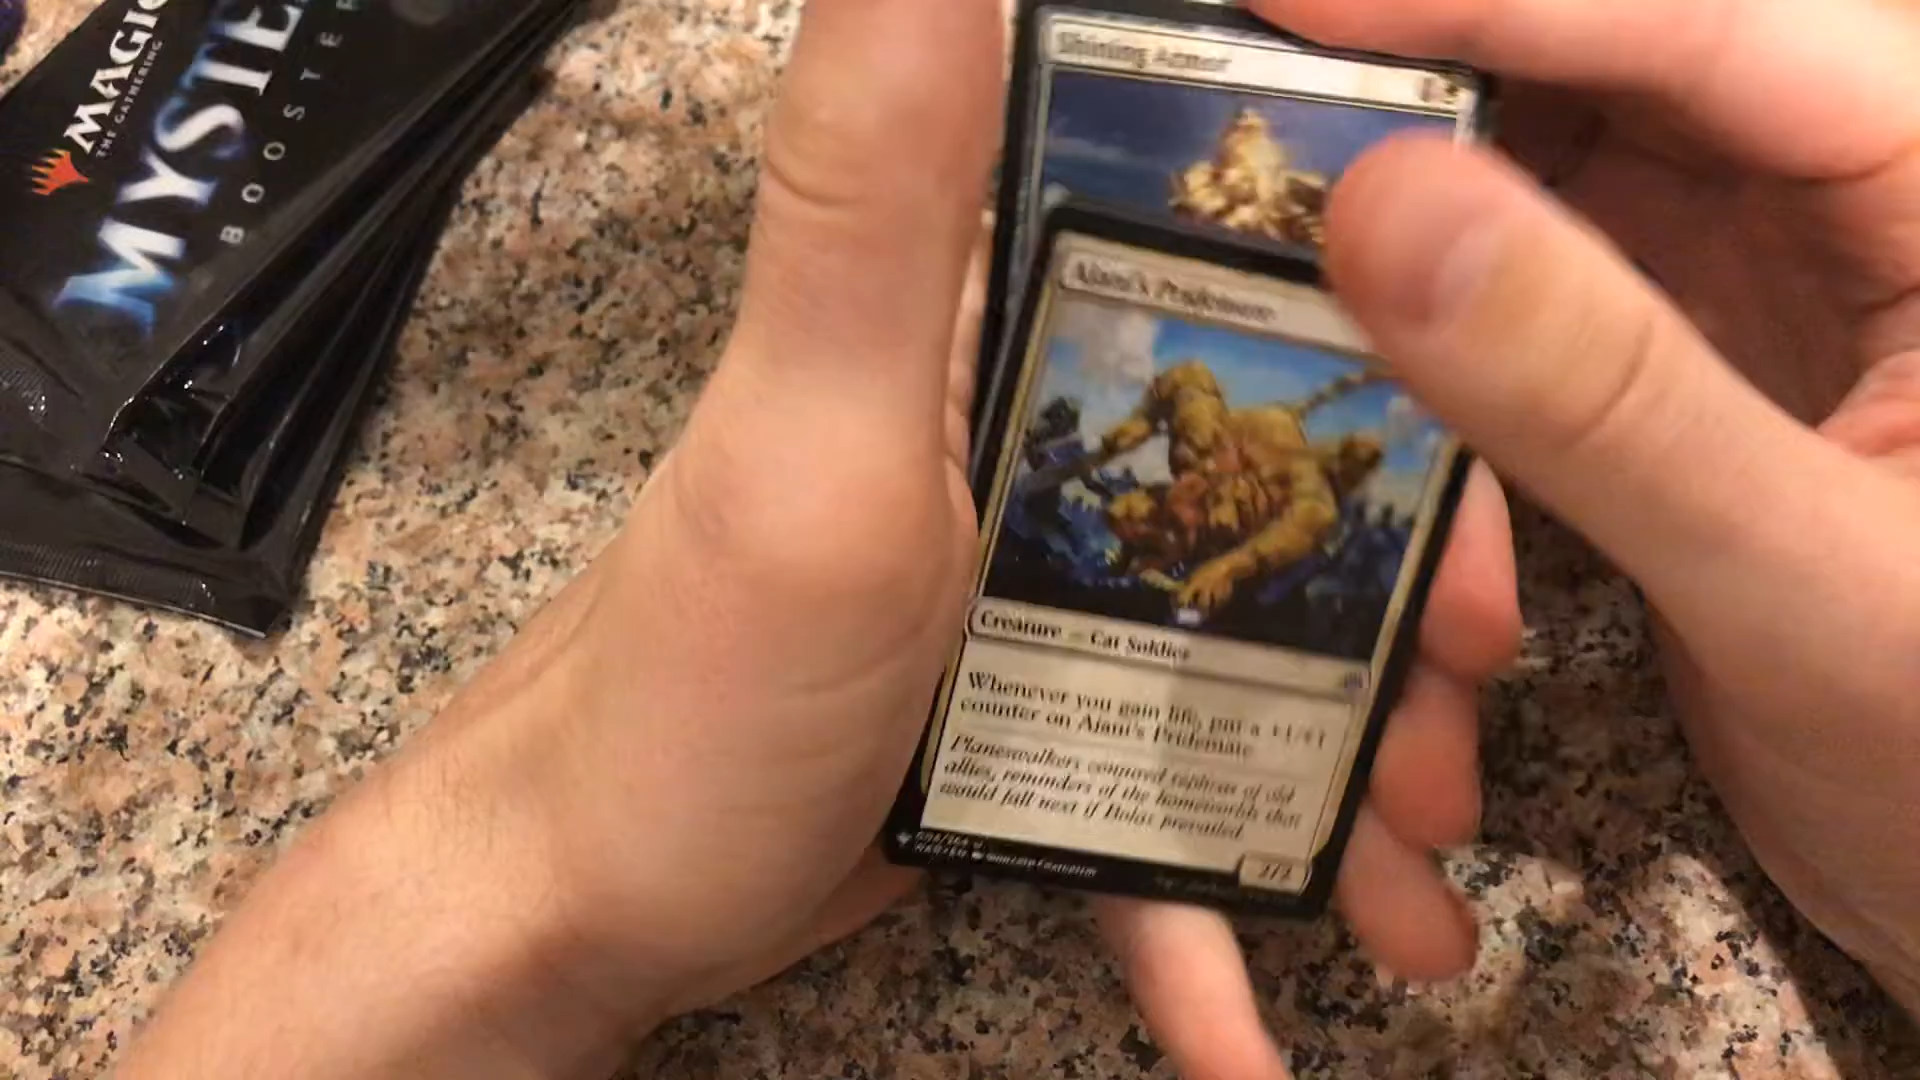 MAGIC
THE GATHERING
MYSTE
BOOSTER
Shining Armor
Ajani's Pridemate
Creature — Cat Soldier
Whenever you gain life, put a +1/+1
counter on Ajani's Pridemate
Planeswalkers conjured replicas of old
allies, reminders of the homeworlds that
would fall next if Bolas prevailed.
2/2